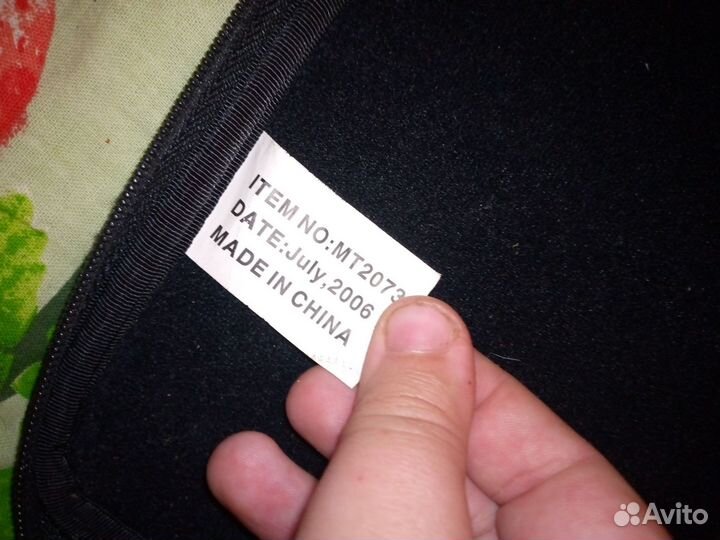 ITEM NO:MT2073
DATE:July,2006
MADE IN CHINA
Avito